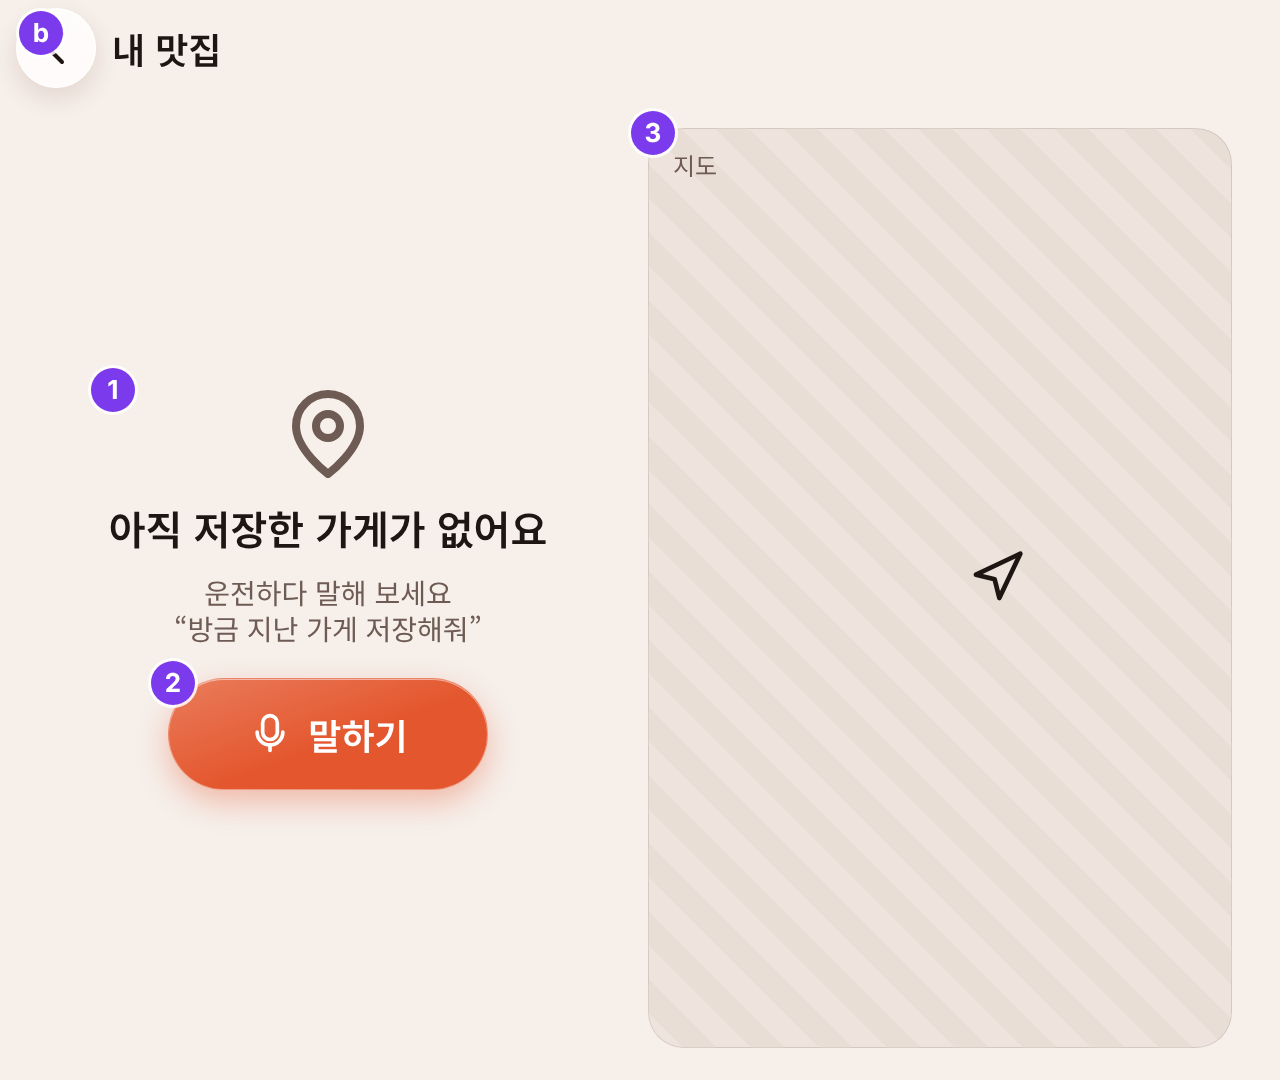 b
내 맛집
3
지도
1
아직 저장한 가게가 없어요
운전하다 말해 보세요
“방금 지난 가게 저장해줘”
2
말하기